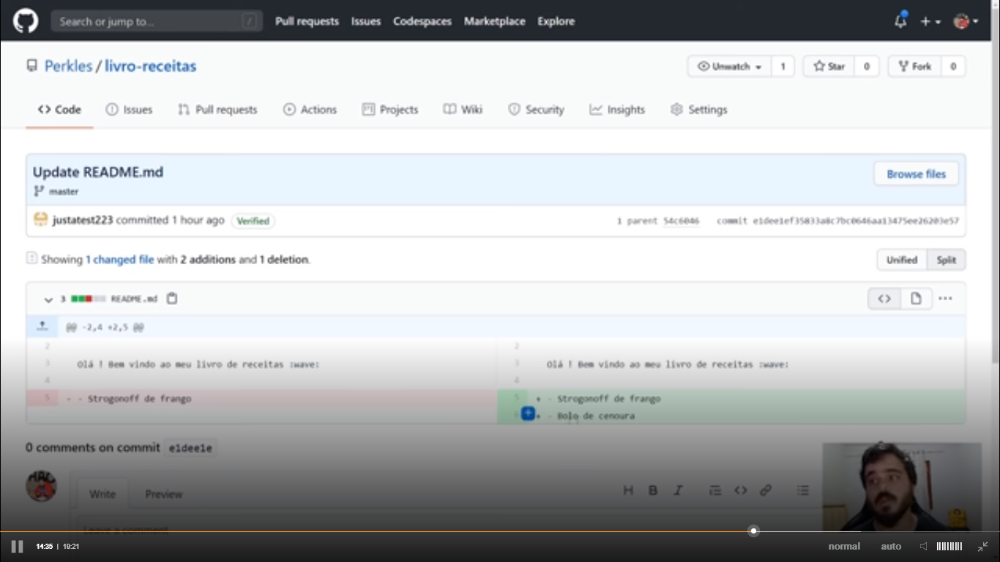 Search or jump to... / Pull requests Issues Codespaces Marketplace Explore
Perkles / livro-receitas Unwatch 1 Star 0 Fork 0
Code Issues Pull requests Actions Projects Wiki Security Insights Settings
Update README.md Browse files
master
justatest223 committed 1 hour ago Verified 1 parent 54c6046 commit e1dee1ef35833a8c7bc0646aa13475ee26203e57
Showing 1 changed file with 2 additions and 1 deletion. Unified Split
3 README.md
@@ -2,4 +2,5 @@
2 2
3 Olá ! Bem vindo ao meu livro de receitas :wave: 3 Olá ! Bem vindo ao meu livro de receitas :wave:
4 4
5 - - Strogonoff de frango 5 + - Strogonoff de frango
6 + - Bolo de cenoura
0 comments on commit e1dee1e
Write Preview H B I
Leave a comment
14:35 | 19:21 normal auto